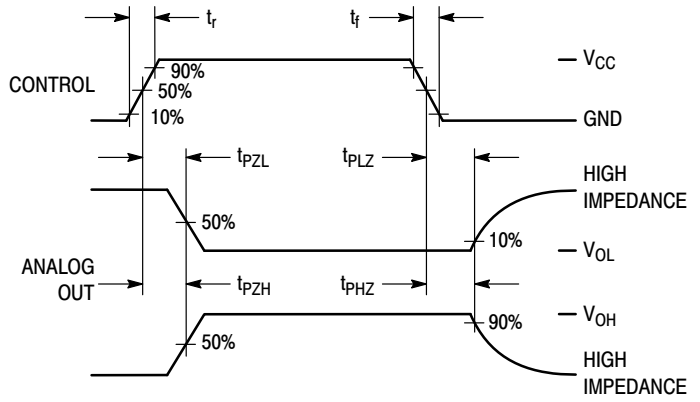 tr
tf
90%
50%
10%
CONTROL
VCC
GND
tPZL
tPLZ
HIGH
IMPEDANCE
50%
10%
VOL
ANALOG
OUT
tPZH
tPHZ
VOH
90%
50%
HIGH
IMPEDANCE